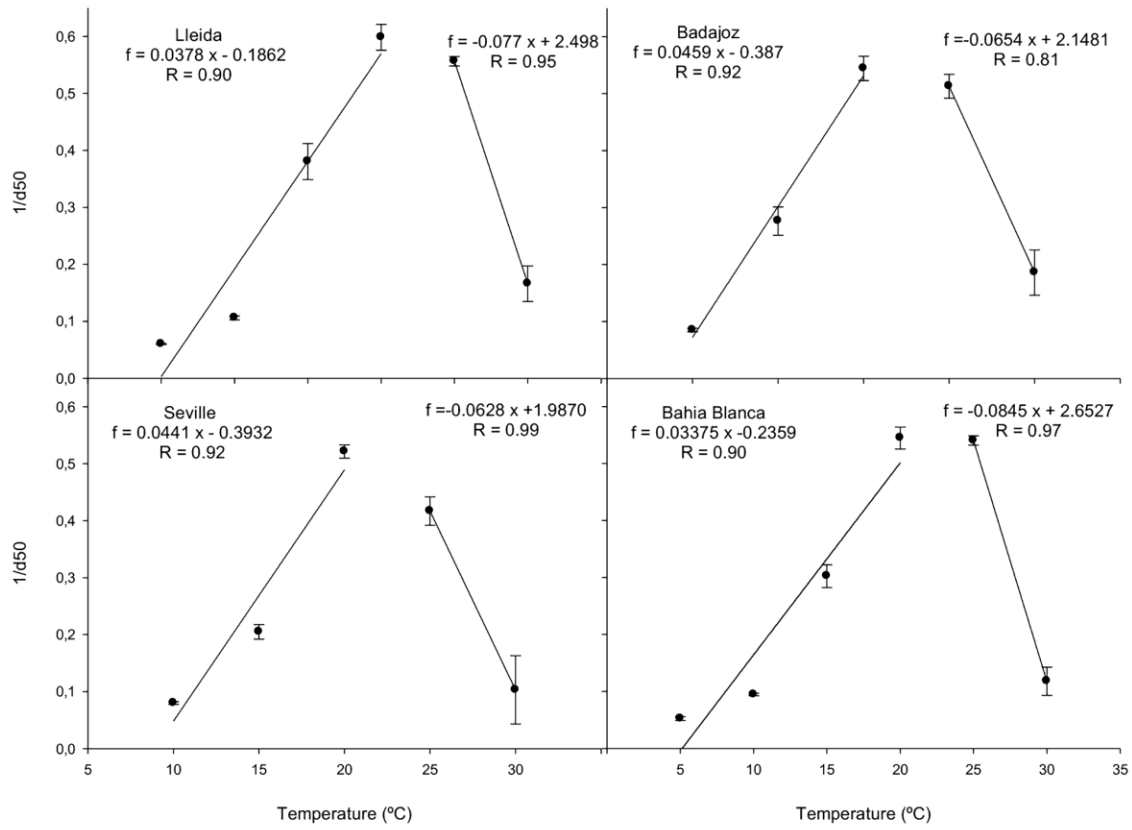 Lleida
f = 0.0378 x - 0.1862
R = 0.90
f = -0.077 x + 2.498
R = 0.95
Badajoz
f = 0.0459 x - 0.387
R = 0.92
f =-0.0654 x + 2.1481
R = 0.81
0,6
0,5
0,4
0,3
0,2
0,1
0,0
1/d50
Seville
f = 0.0441 x - 0.3932
R = 0.92
f =-0.0628 x +1.9870
R = 0.99
Bahia Blanca
f = 0.03375 x -0.2359
R = 0.90
f = -0.0845 x + 2.6527
R = 0.97
0,6
0,5
0,4
0,3
0,2
0,1
0,0
1/d50
5 10 15 20 25 30
5 10 15 20 25 30 35
Temperature (ºC)
Temperature (ºC)